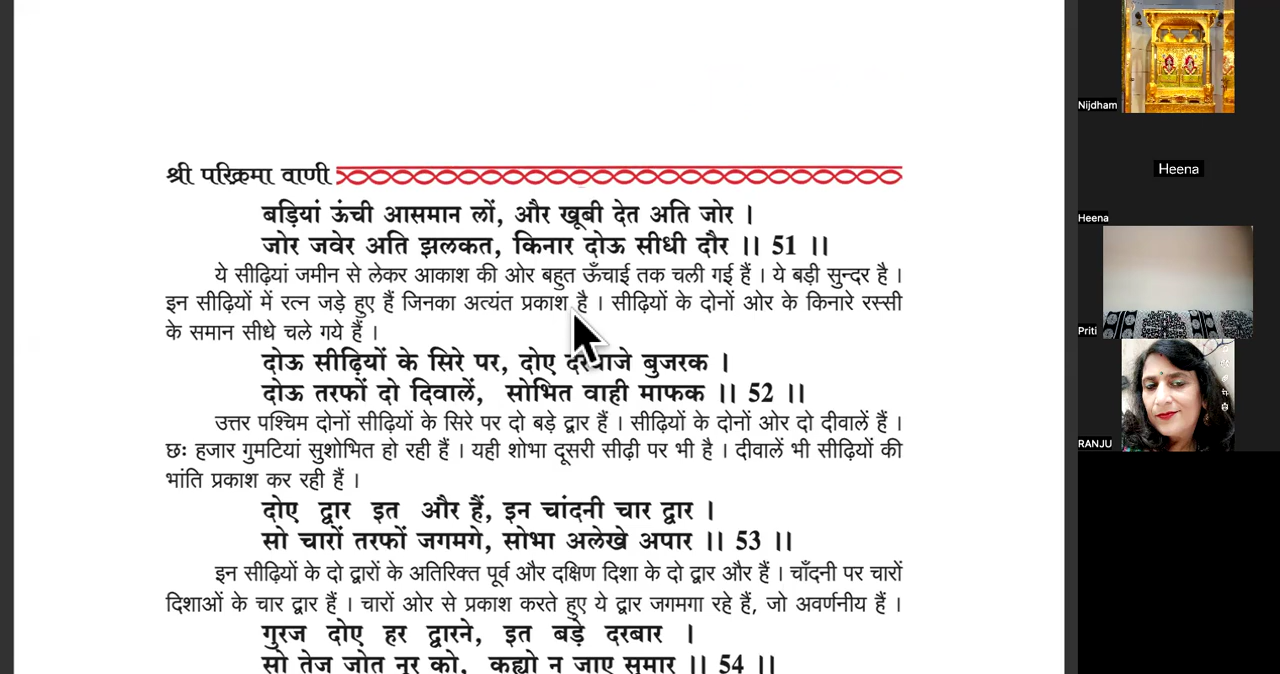 श्री परिक्रमा वाणी
बड़ियां ऊंची आसमान लों, और खूबी देत अति जोर ।
जोर जवेर अति झलकत, किनार दोऊ सीधी दौर ।। 51 ।।
ये सीढ़ियां जमीन से लेकर आकाश की ओर बहुत ऊँचाई तक चली गई हैं । ये बड़ी सुन्दर है ।
इन सीढ़ियों में रत्न जड़े हुए हैं जिनका अत्यंत प्रकाश है । सीढ़ियों के दोनों ओर के किनारे रस्सी
के समान सीधे चले गये हैं ।
दोऊ सीढ़ियों के सिरे पर, दोए दरवाजे बुजरक ।
दोऊ तरफों दो दिवालें, सोभित वाही माफक ।। 52 ।।
उत्तर पश्चिम दोनों सीढ़ियों के सिरे पर दो बड़े द्वार हैं । सीढ़ियों के दोनों ओर दो दीवालें हैं ।
छः हजार गुमटियां सुशोभित हो रही हैं । यही शोभा दूसरी सीढ़ी पर भी है । दीवालें भी सीढ़ियों की
भांति प्रकाश कर रही हैं ।
दोए द्वार इत और हैं, इन चांदनी चार द्वार ।
सो चारों तरफों जगमगे, सोभा अलेखे अपार ।। 53 ।।
इन सीढ़ियों के दो द्वारों के अतिरिक्त पूर्व और दक्षिण दिशा के दो द्वार और हैं । चाँदनी पर चारों
दिशाओं के चार द्वार हैं । चारों ओर से प्रकाश करते हुए ये द्वार जगमगा रहे हैं, जो अवर्णनीय हैं ।
गुरज दोए हर द्वारने, इत बड़े दरबार ।
सो तेज जोत नूर को, कह्यो न जाए सुमार ।। 54 ।।
Nijdham
Heena
Heena
Priti
RANJU